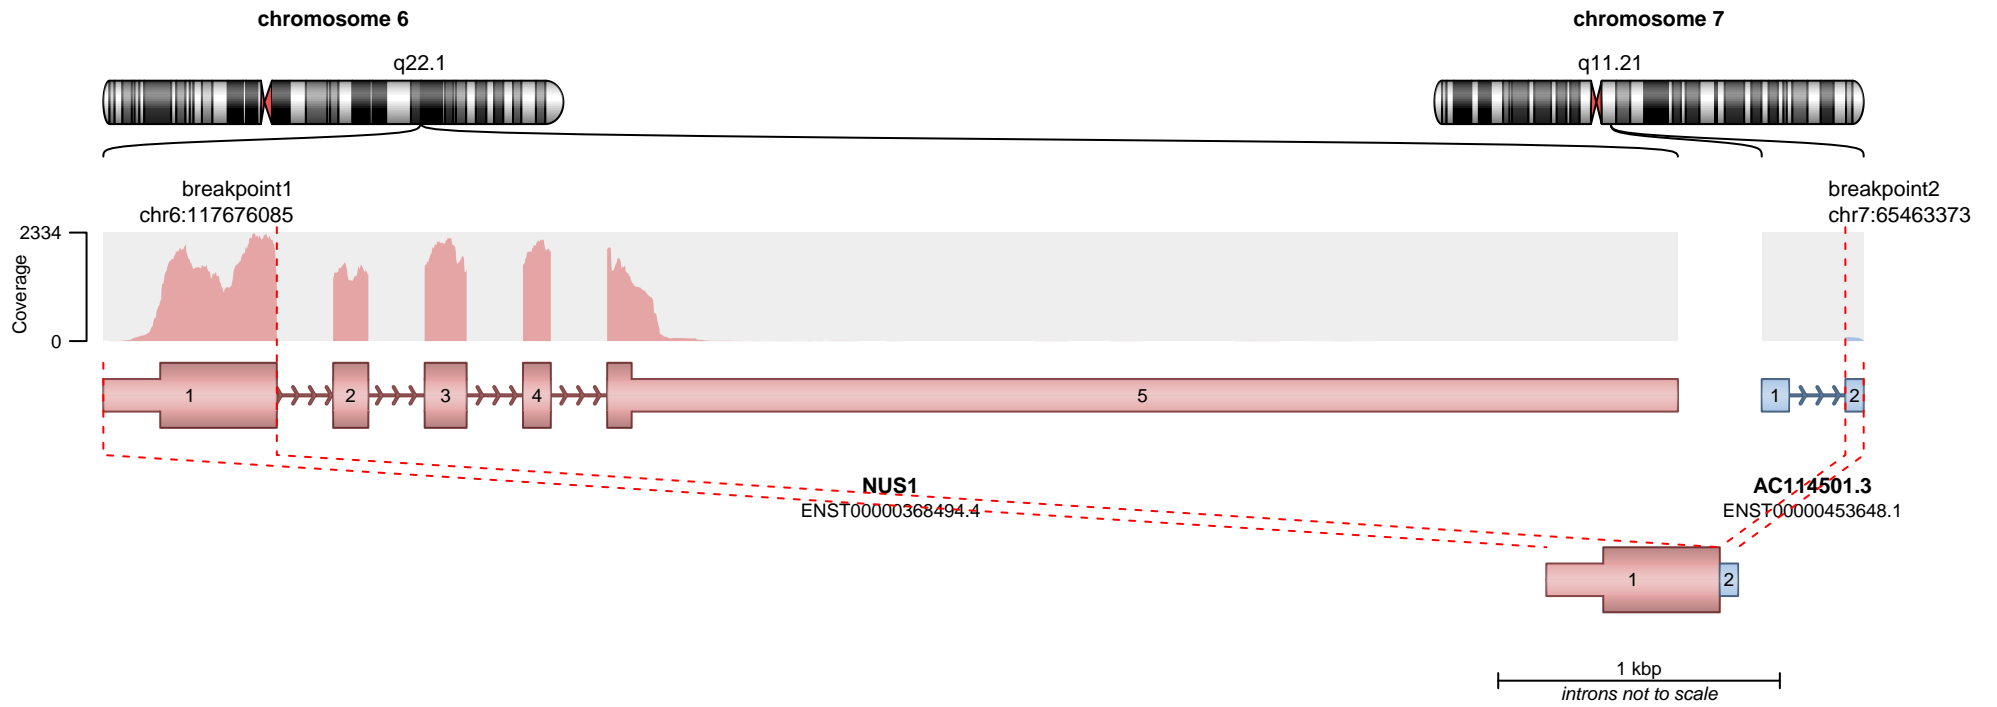 chromosome 6
chromosome 7
q22.1
q11.21
breakpoint1
chr6:117676085
breakpoint2
chr7:65463373
2334
Coverage
0
1
2
3
4
5
1
2
NUS1
ENST00000368494.4
AC114501.3
ENST00000453648.1
1
2
1 kbp
introns not to scale